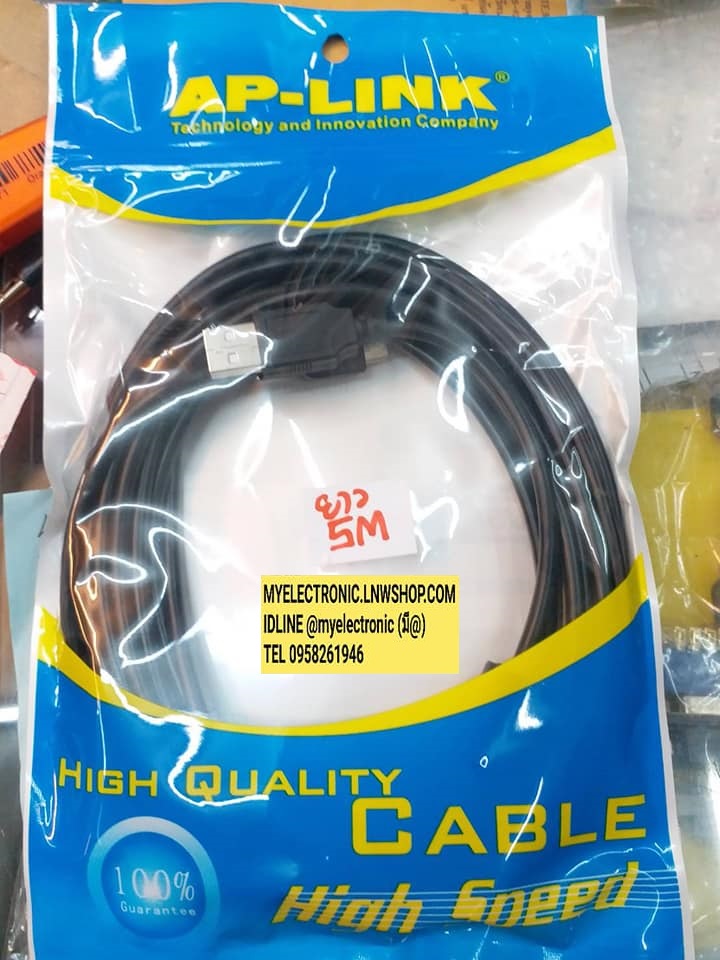 AP-LINK®
Technology and Innovation Company
ยาว
5M
MYELECTRONIC.LNWSHOP.COM
IDLINE @myelectronic (มี@)
TEL 0958261946
HIGH QUALITY
CABLE
100%
Guarantee
High Speed